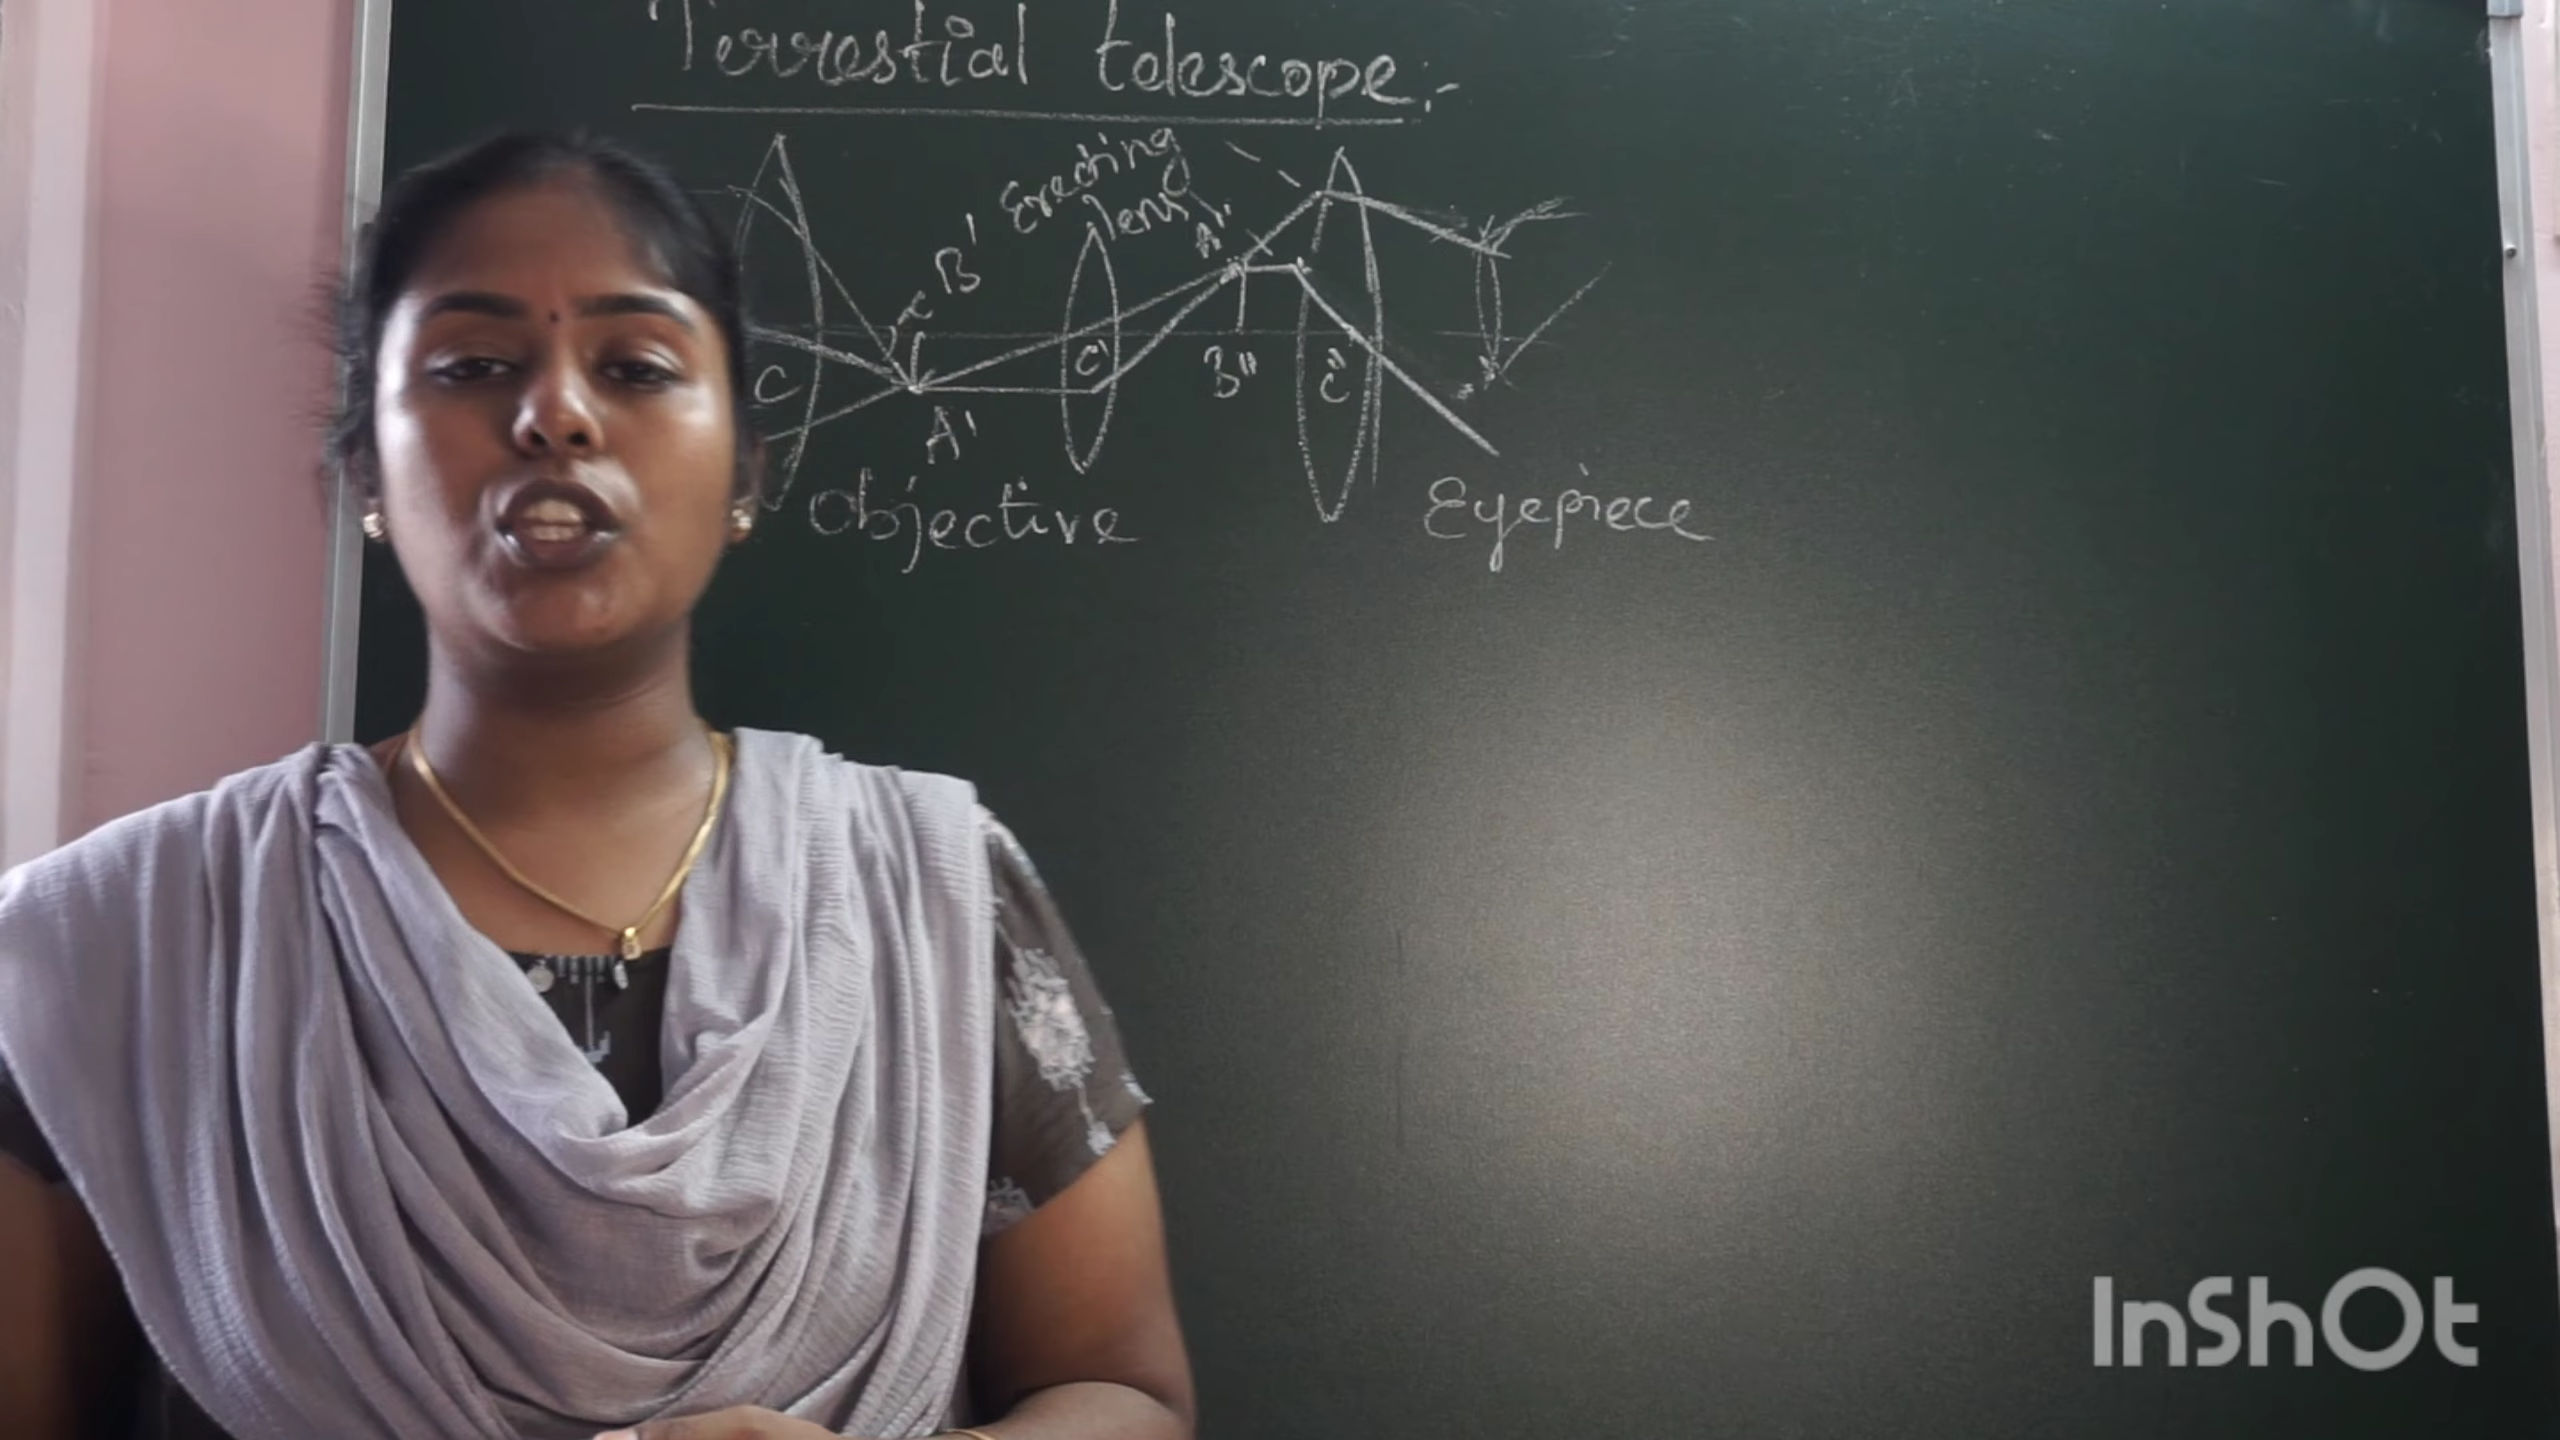 Terrestial telescope:-
Erecting
lens
B'
A"
C
C'
B"
C"
A'
Objective
Eyepiece
InShOt